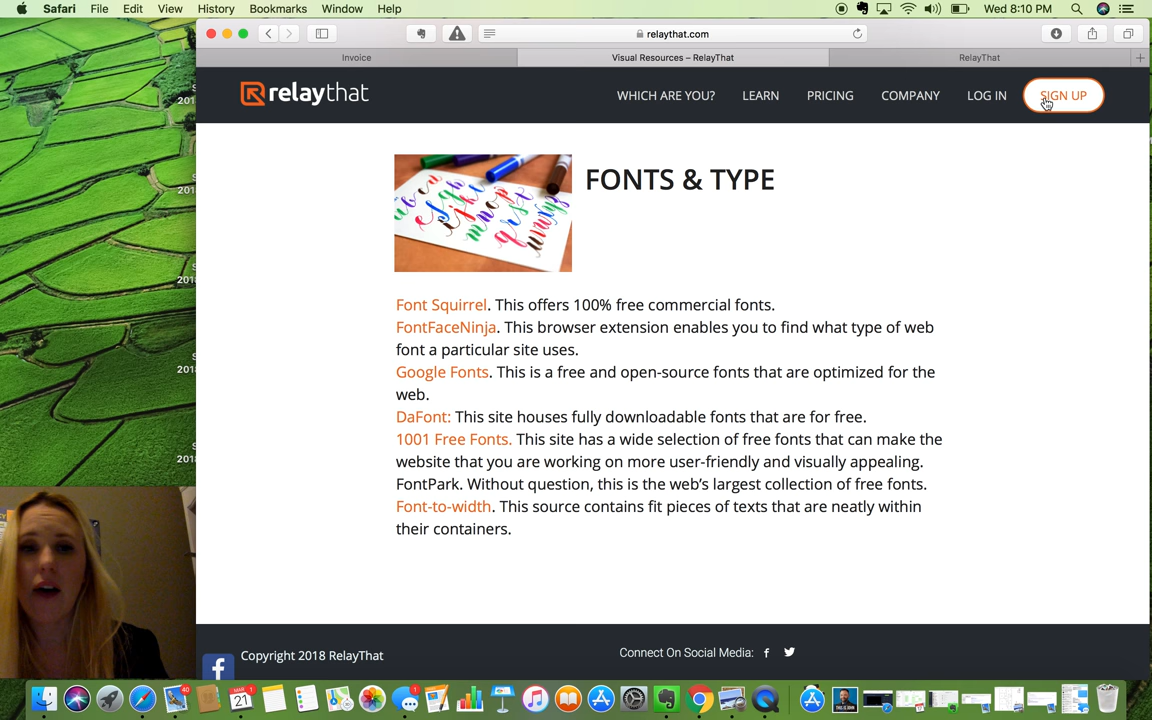 Safari File Edit View History Bookmarks Window Help Wed 8:10 PM
relaythat.com
Invoice Visual Resources – RelayThat RelayThat
relaythat WHICH ARE YOU? LEARN PRICING COMPANY LOG IN SIGN UP
FONTS & TYPE
Font Squirrel. This offers 100% free commercial fonts.
FontFaceNinja. This browser extension enables you to find what type of web
font a particular site uses.
Google Fonts. This is a free and open-source fonts that are optimized for the
web.
DaFont: This site houses fully downloadable fonts that are for free.
1001 Free Fonts. This site has a wide selection of free fonts that can make the
website that you are working on more user-friendly and visually appealing.
FontPark. Without question, this is the web’s largest collection of free fonts.
Font-to-width. This source contains fit pieces of texts that are neatly within
their containers.
Copyright 2018 RelayThat Connect On Social Media: